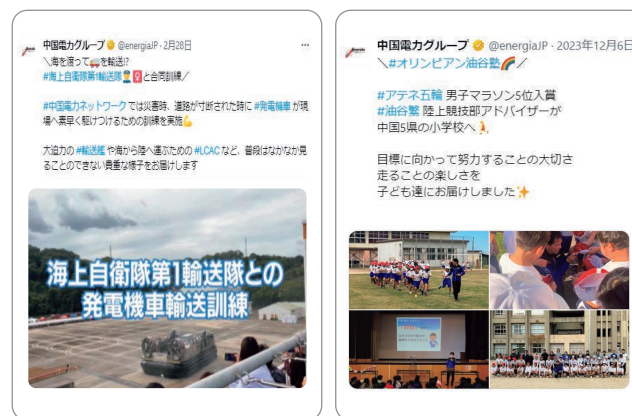 中国電力グループ @energiaJP · 2月28日
＼海を渡って🚐を輸送⁉
#海上自衛隊第1輸送隊 と合同訓練／
#中国電力ネットワーク では災害時、道路が寸断された時に #発電機車 が現
場へ素早く駆けつけるための訓練を実施💪
大迫力の #輸送艦 や海から陸へ運ぶための #LCAC など、普段はなかなか見
ることのできない貴重な様子をお届けします
海上自衛隊第1輸送隊との
発電機車輸送訓練
中国電力グループ @energiaJP · 2023年12月6日
＼#オリンピアン油谷塾🌈／
#アテネ五輪 男子マラソン5位入賞
#油谷繁 陸上競技部アドバイザーが
中国5県の小学校へ🏃
目標に向かって努力することの大切さ
走ることの楽しさを
子ども達にお届けしました✨